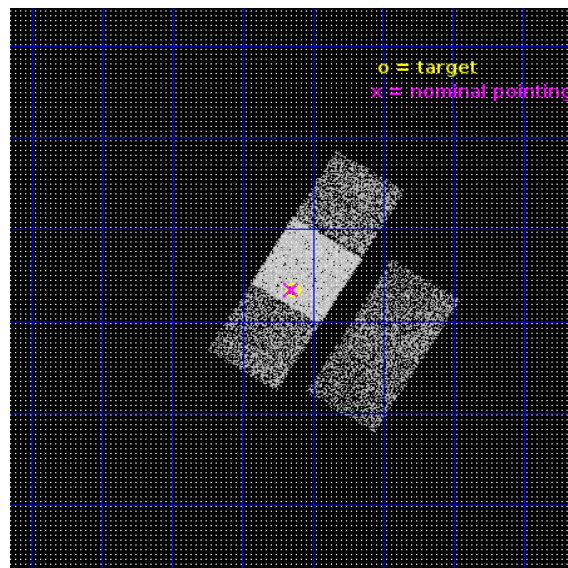 o = target
x = nominal pointing